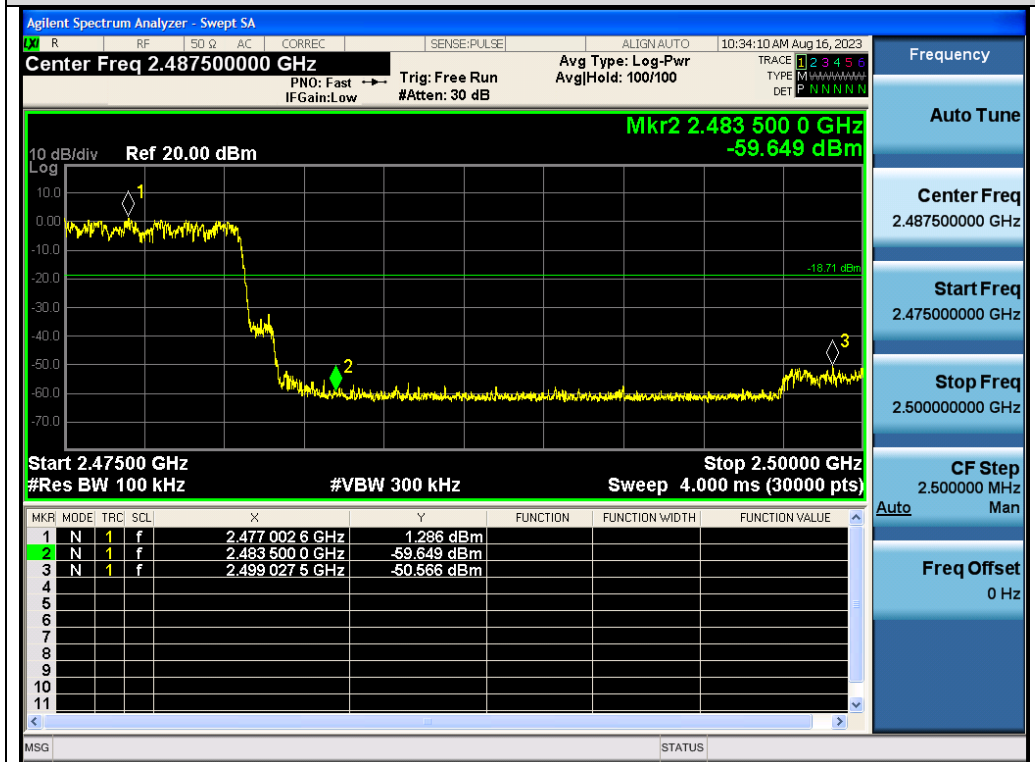 Agilent Spectrum Analyzer - Swept SA
LXI R RF 50 Ω AC CORREC SENSE:PULSE ALIGNAUTO 10:34:10 AM Aug 16, 2023
Center Freq 2.487500000 GHz
PNO: Fast
IFGain:Low
Trig: Free Run
#Atten: 30 dB
Avg Type: Log-Pwr
Avg|Hold: 100/100
TRACE 1 2 3 4 5 6
TYPE M
DET P N N N N N
Mkr2 2.483 500 0 GHz
-59.649 dBm
10 dB/div Ref 20.00 dBm
Log
10.0
0.00
-10.0
-20.0
-30.0
-40.0
-50.0
-60.0
-70.0
1
2
3
-18.71 dBm
Start 2.47500 GHz Stop 2.50000 GHz
#Res BW 100 kHz #VBW 300 kHz Sweep 4.000 ms (30000 pts)
MKR MODE TRC SCL X Y FUNCTION FUNCTION WIDTH FUNCTION VALUE
1 N 1 f 2.477 002 6 GHz 1.286 dBm
2 N 1 f 2.483 500 0 GHz -59.649 dBm
3 N 1 f 2.499 027 5 GHz -50.566 dBm
4
5
6
7
8
9
10
11
MSG STATUS
Frequency
Auto Tune
Center Freq
2.487500000 GHz
Start Freq
2.475000000 GHz
Stop Freq
2.500000000 GHz
CF Step
2.500000 MHz
Auto Man
Freq Offset
0 Hz